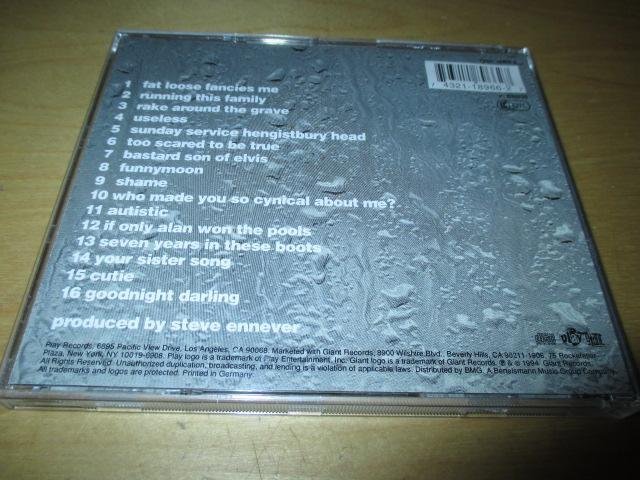 7 43211 89662
1 fat loose fancies me
2 running this family
3 rake around the grave
4 useless
5 sunday service hengistbury head
6 too scared to be true
7 bastard son of elvis
8 funnymoon
9 shame
10 who made you so cynical about me?
11 autistic
12 if only alan won the pools
13 seven years in these boots
14 your sister song
15 cutie
16 goodnight darling
produced by steve ennever
play giant
Play Records, 6695 Pacific View Drive, Los Angeles, CA 90068. Marketed with Giant Records, 8900 Wilshire Blvd., Beverly Hills, CA 90211-1906. 75 Rockefeller
Plaza, New York, NY 10019-6908. Play logo is a trademark of Play Entertainment, Inc. Giant logo is a trademark of Giant Records. ℗ & © 1994 Giant Records.
All Rights Reserved. Unauthorized duplication, broadcasting, and lending is a violation of applicable laws. Distributed by BMG. A Bertelsmann Music Group Company.
All trademarks and logos are protected. Printed in Germany.